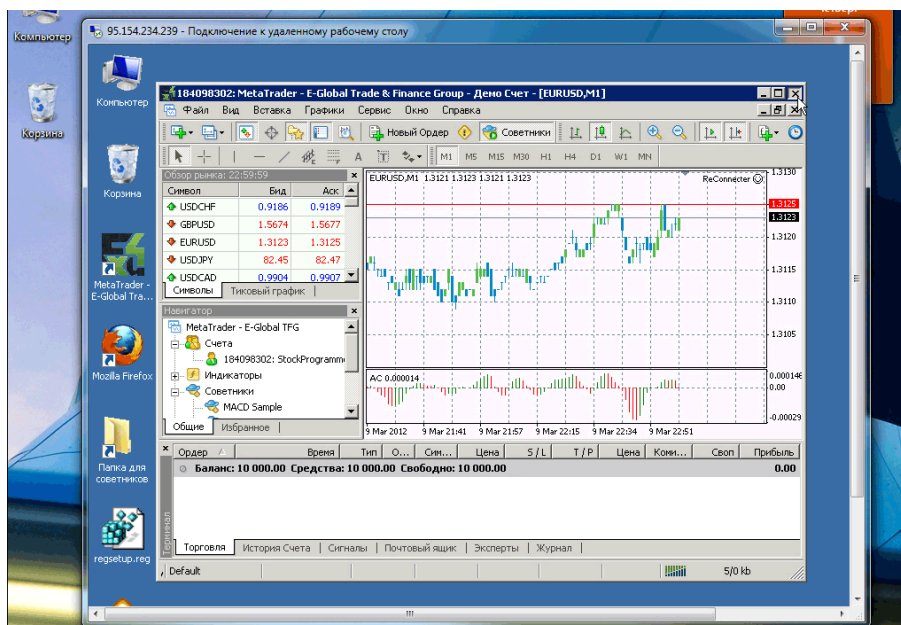 95.154.234.239 - Подключение к удаленному рабочему столу
Компьютер
Корзина
Компьютер
Корзина
MetaTrader -
E-Global Tra...
Mozilla Firefox
Папка для
советников
regsetup.reg
184098302: MetaTrader - E-Global Trade & Finance Group - Демо Счет - [EURUSD,M1]
Файл Вид Вставка Графики Сервис Окно Справка
Новый Ордер Советники
A T M1 M5 M15 M30 H1 H4 D1 W1 MN
Обзор рынка: 22:59:59
Символ Бид Аск
USDCHF 0.9186 0.9189
GBPUSD 1.5674 1.5677
EURUSD 1.3123 1.3125
USDJPY 82.45 82.47
USDCAD 0.9904 0.9907
Символы Тиковый график
Навигатор
MetaTrader - E-Global TFG
Счета
184098302: StockProgramm
Индикаторы
Советники
MACD Sample
Общие Избранное
EURUSD,M1 1.3121 1.3123 1.3121 1.3123
ReConnecter
1.3130
1.3125
1.3123
1.3120
1.3115
1.3110
1.3105
AC 0.000014
0.000146
0.00
-0.00029
9 Mar 2012 9 Mar 21:41 9 Mar 21:57 9 Mar 22:15 9 Mar 22:34 9 Mar 22:51
Ордер Время Тип О... Сим... Цена S / L T / P Цена Коми... Своп Прибыль
Баланс: 10 000.00 Средства: 10 000.00 Свободно: 10 000.00 0.00
Терминал
Торговля История Счета Сигналы Почтовый ящик Эксперты Журнал
Default 5/0 kb